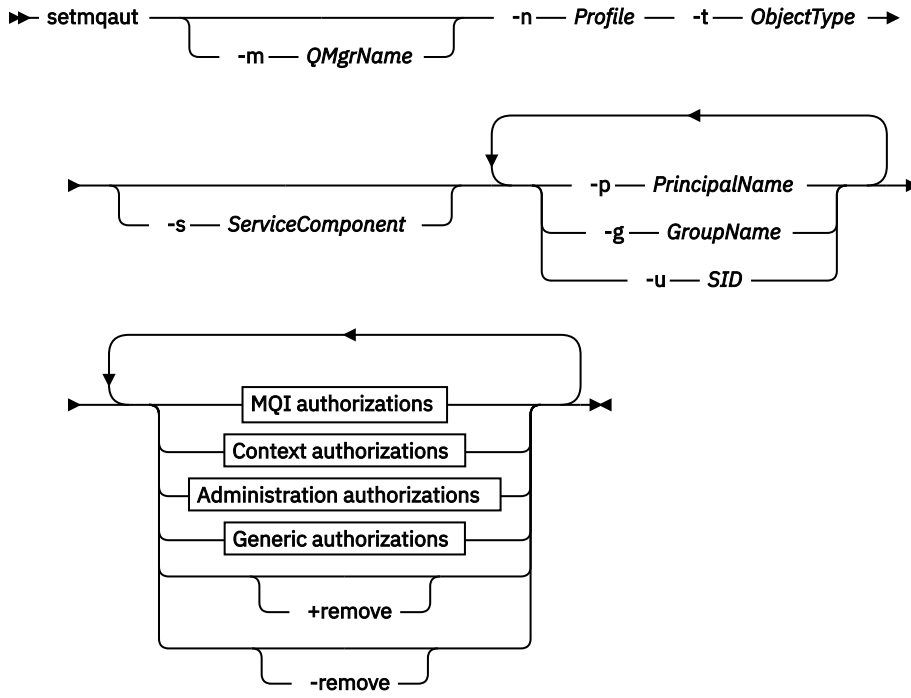 setmqaut -n Profile -t ObjectType
-m QMgrName
-p PrincipalName
-s ServiceComponent
-g GroupName
-u SID
MQI authorizations
Context authorizations
Administration authorizations
Generic authorizations
+remove
-remove